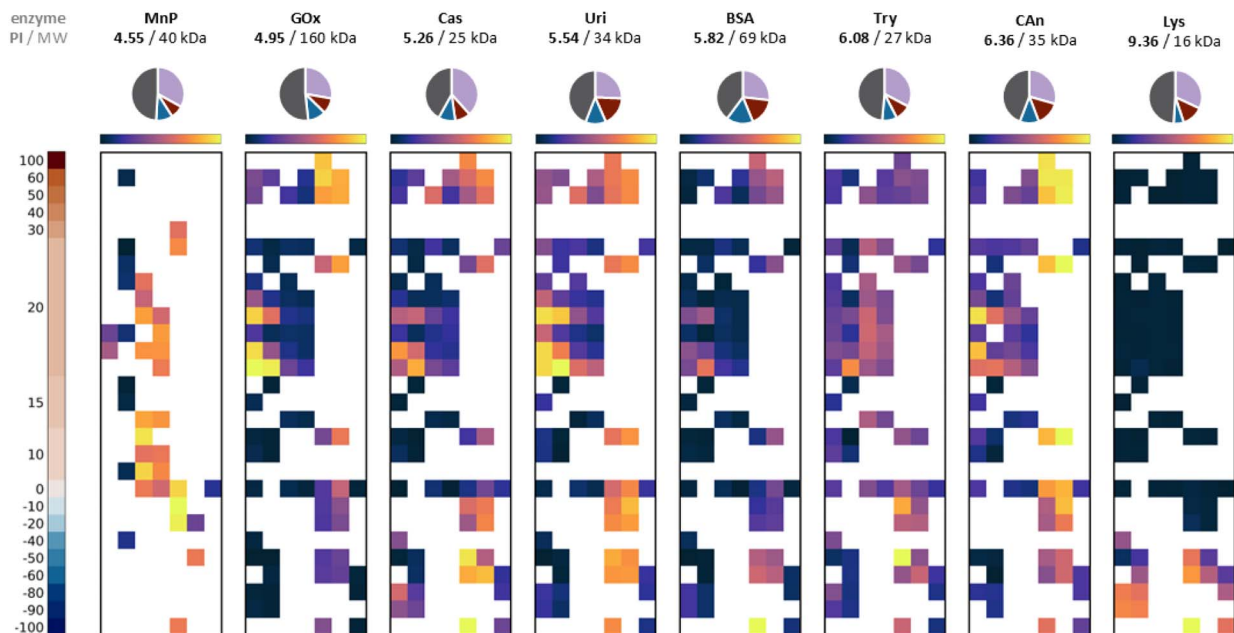 enzyme
PI / MW
MnP
4.55 / 40 kDa
GOx
4.95 / 160 kDa
Cas
5.26 / 25 kDa
Uri
5.54 / 34 kDa
BSA
5.82 / 69 kDa
Try
6.08 / 27 kDa
CAn
6.36 / 35 kDa
Lys
9.36 / 16 kDa
100
60
50
40
30
20
15
10
0
-10
-20
-40
-50
-60
-80
-90
-100